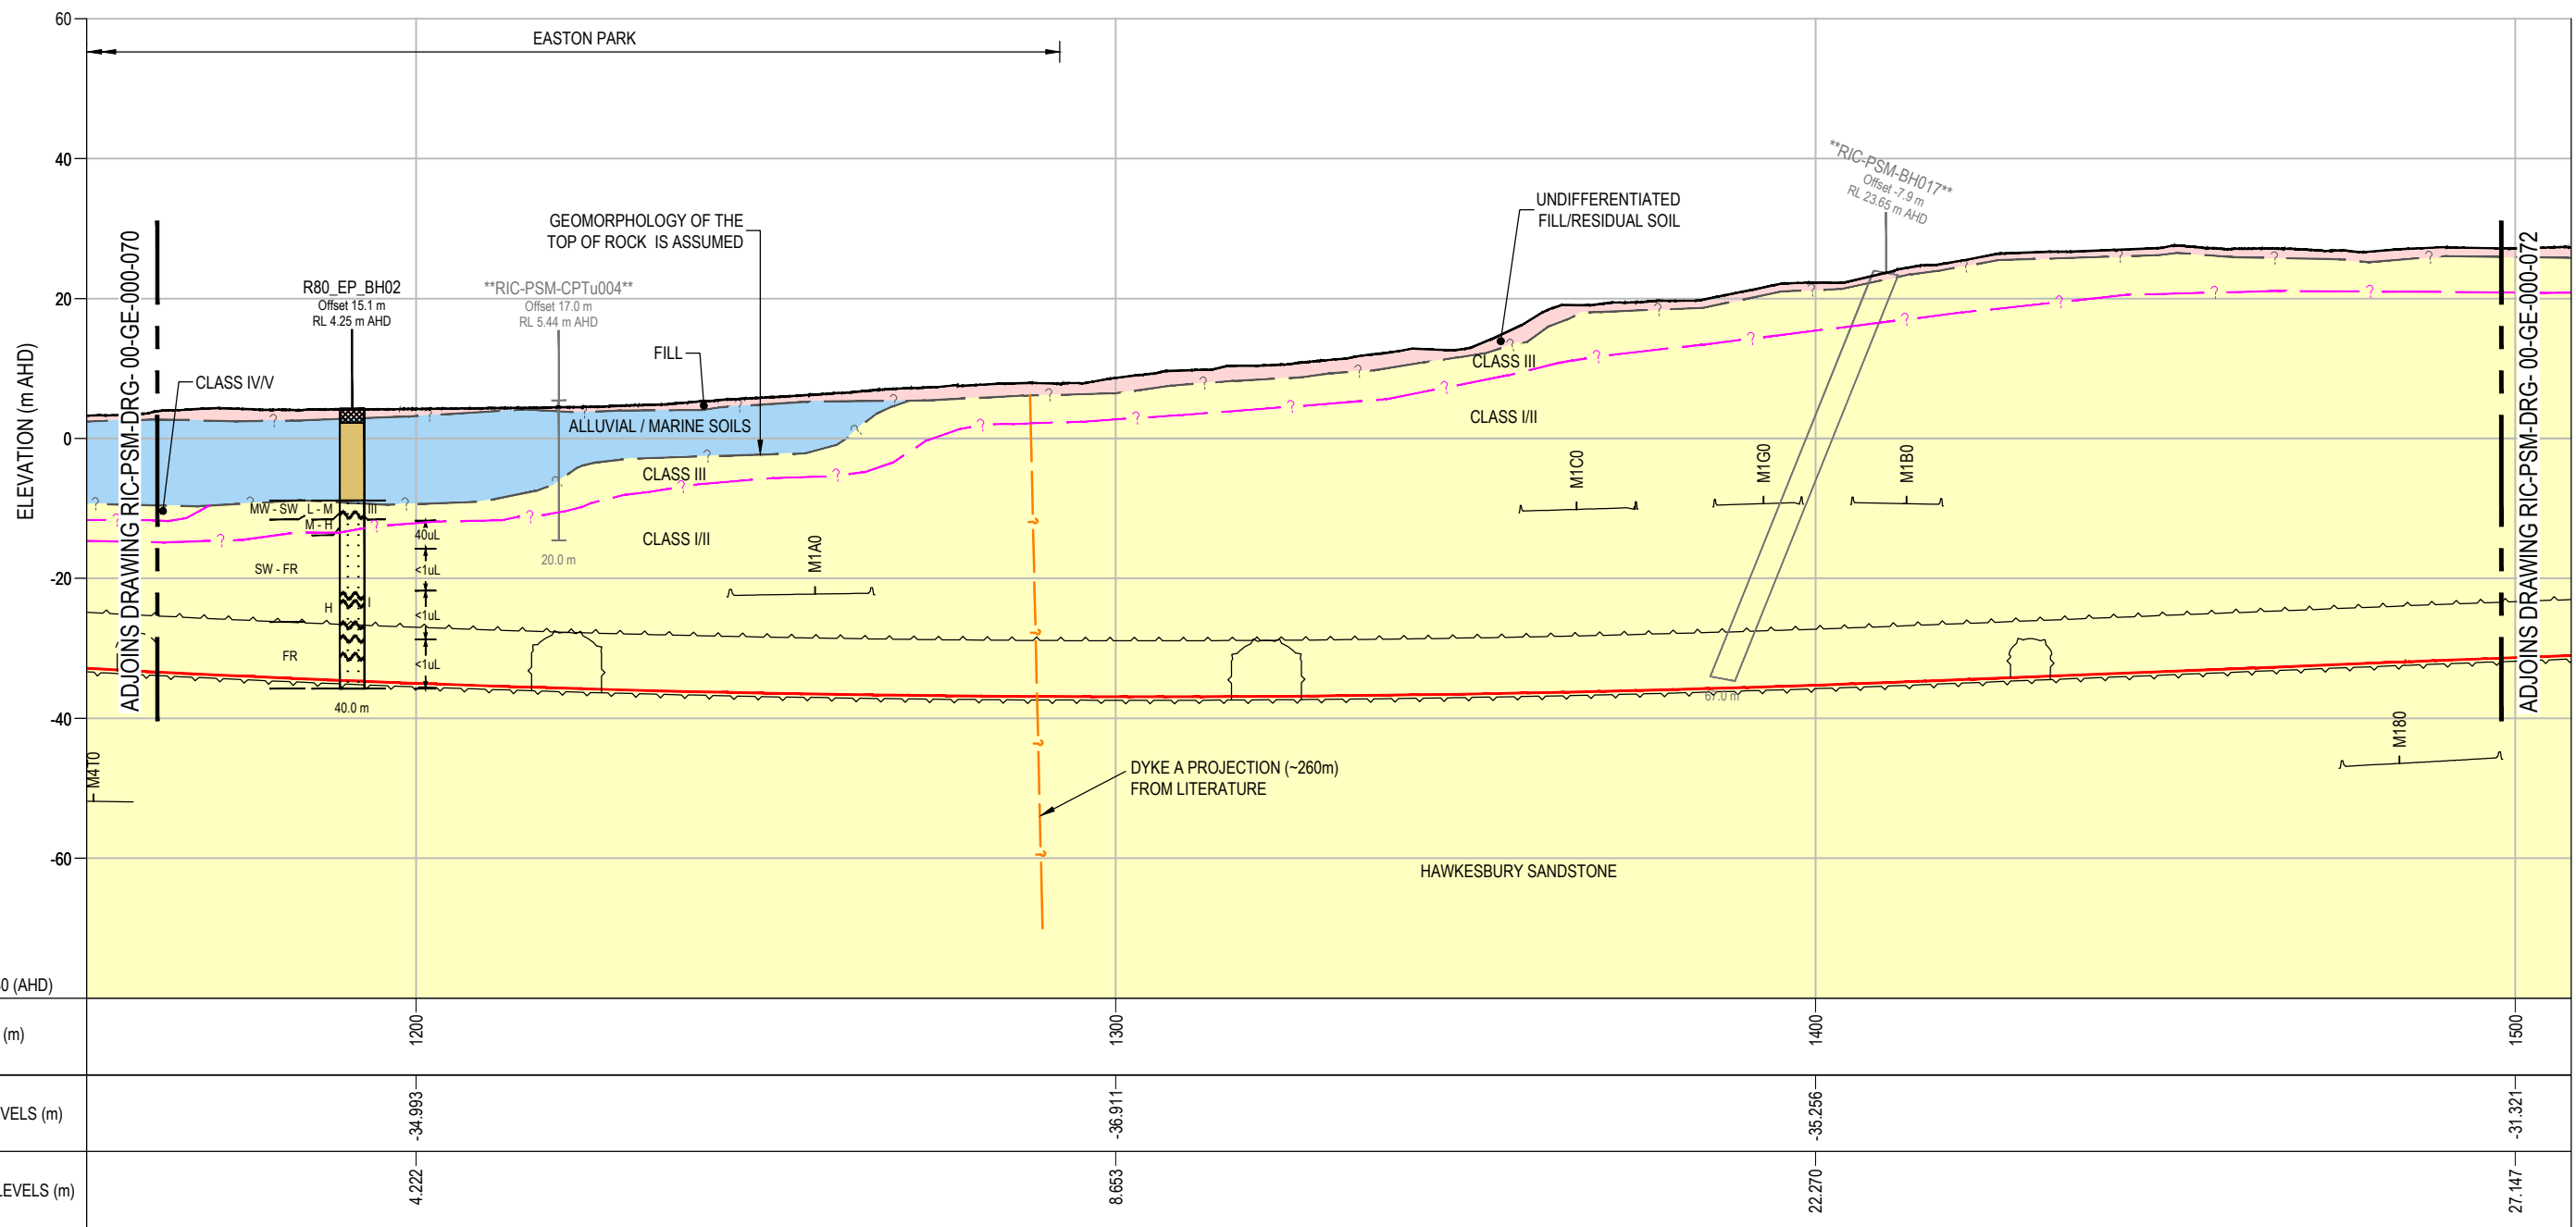 60
EASTON PARK
40
**RIC-PSM-BH017**
Offset -7.9 m
RL 23.65 m AHD
UNDIFFERENTIATED
FILL/RESIDUAL SOIL
GEOMORPHOLOGY OF THE
TOP OF ROCK IS ASSUMED
ADJOINS DRAWING RIC-PSM-DRG- 00-GE-000-070
ADJOINS DRAWING RIC-PSM-DRG- 00-GE-000-072
R80_EP_BH02
Offset 15.1 m
RL 4.25 m AHD
**RIC-PSM-CPTu004**
Offset 17.0 m
RL 5.44 m AHD
20
ELEVATION (m AHD)
FILL
CLASS III
CLASS IV/V
CLASS I/II
ALLUVIAL / MARINE SOILS
0
M1C0
M1G0
M1B0
CLASS III
MW - SW L - M III
M - H
40uL
CLASS I/II
20.0 m
M1A0
SW - FR
<1uL
-20
H I
<1uL
FR
<1uL
67.0 m
40.0 m
-40
M180
M4T0
DYKE A PROJECTION (~260m)
FROM LITERATURE
-60
HAWKESBURY SANDSTONE
0 (AHD)
(m)
1200
1300
1400
1500
VELS (m)
-34.993
-36.911
-35.256
-31.321
LEVELS (m)
4.222
8.653
22.270
27.147